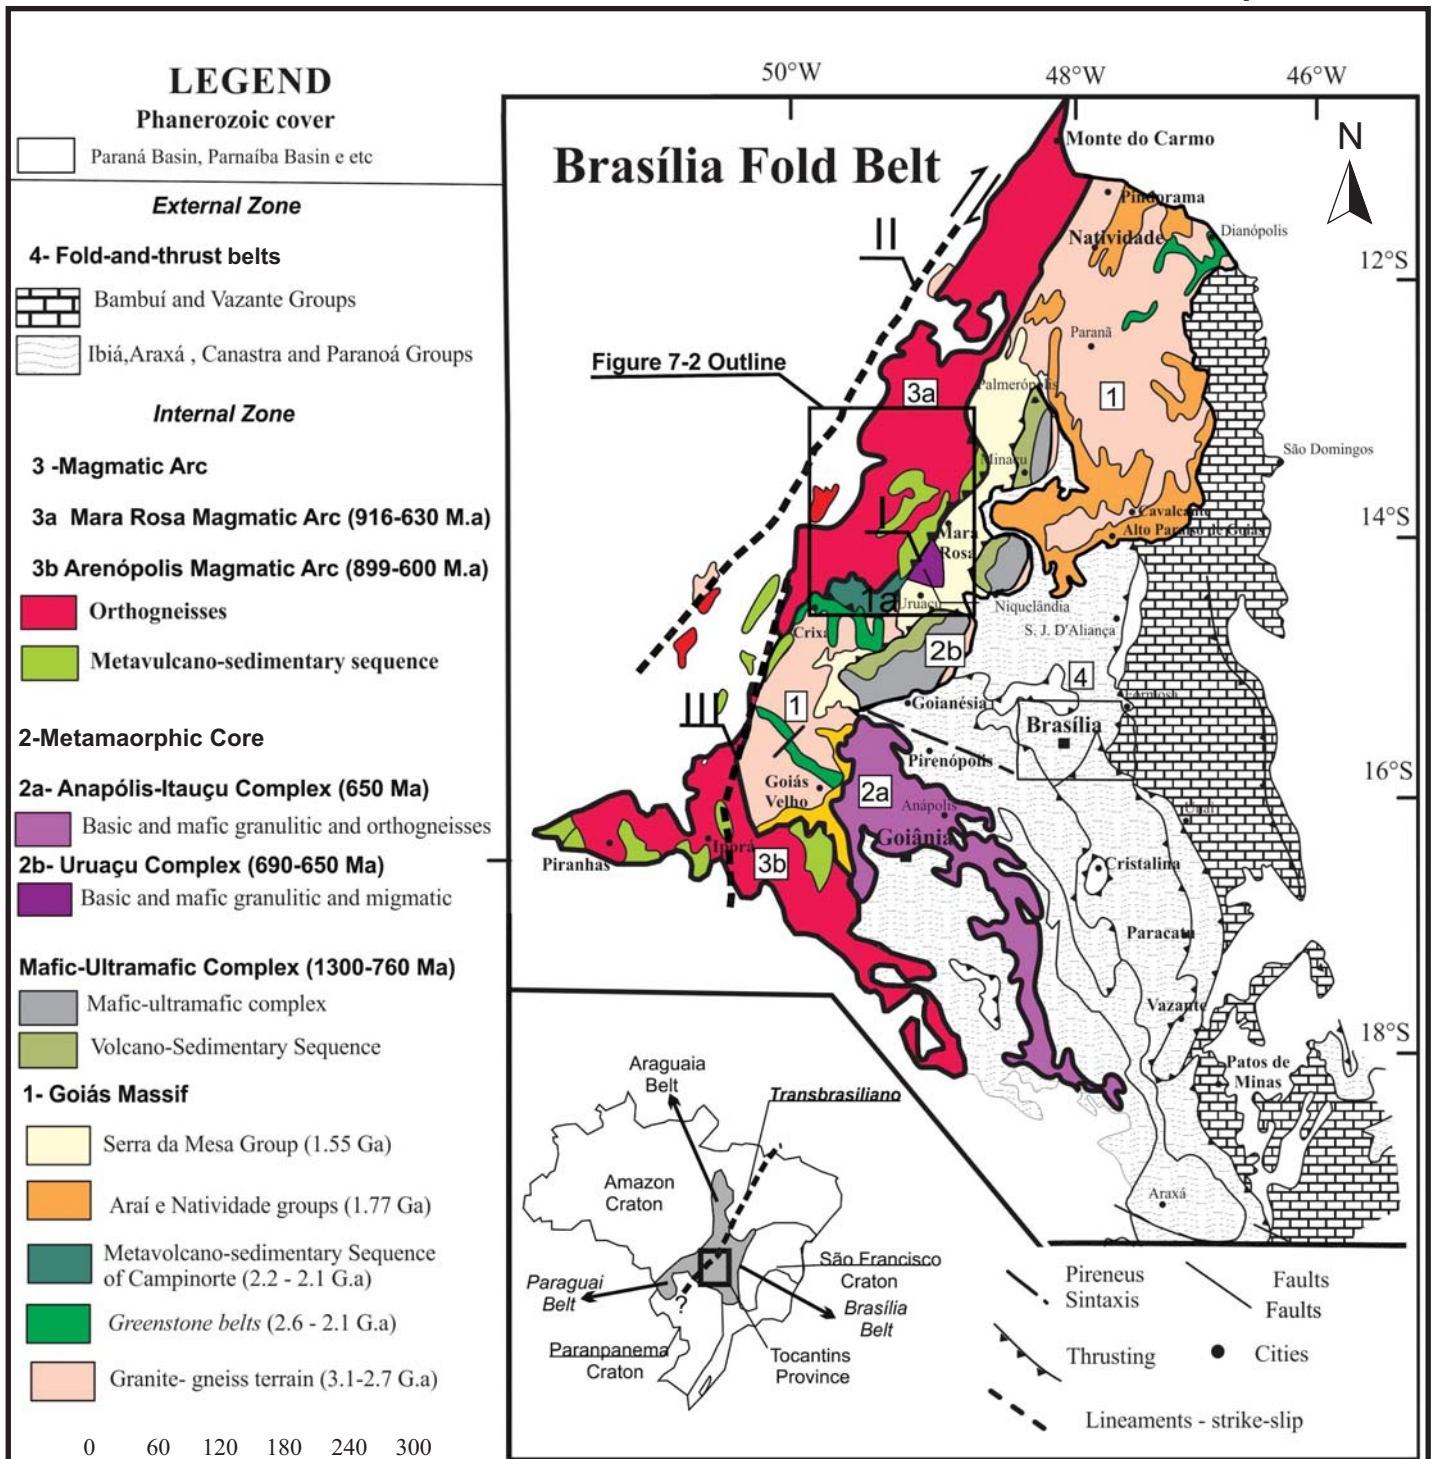 LEGEND
Phanerozoic cover
Paraná Basin, Parnaíba Basin e etc
External Zone
4- Fold-and-thrust belts
Bambuí and Vazante Groups
Ibiá,Araxá , Canastra and Paranoá Groups
Internal Zone
3 -Magmatic Arc
3a Mara Rosa Magmatic Arc (916-630 M.a)
3b Arenópolis Magmatic Arc (899-600 M.a)
Orthogneisses
Metavulcano-sedimentary sequence
2-Metamaorphic Core
2a- Anapólis-Itauçu Complex (650 Ma)
Basic and mafic granulitic and orthogneisses
2b- Uruaçu Complex (690-650 Ma)
Basic and mafic granulitic and migmatic
Mafic-Ultramafic Complex (1300-760 Ma)
Mafic-ultramafic complex
Volcano-Sedimentary Sequence
1- Goiás Massif
Serra da Mesa Group (1.55 Ga)
Araí e Natividade groups (1.77 Ga)
Metavolcano-sedimentary Sequence
of Campinorte (2.2 - 2.1 G.a)
Greenstone belts (2.6 - 2.1 G.a)
Granite- gneiss terrain (3.1-2.7 G.a)
0 60 120 180 240 300
50°W 48°W 46°W
Brasília Fold Belt
N
Monte do Carmo
Pindorama
Natividade
Dianópolis
II
12°S
Paranã
Figure 7-2 Outline
3a
Palmerópolis
1
São Domingos
Minaçu
I
Cavalcante
14°S
Alto Paraíso de Goiás
Mara
Rosa
1a
Uruaçu
Niquelândia
S. J. D'Aliança
Crixá
2b
4
Formosa
III
1
Goianésia
Brasília
Pirenópolis
16°S
Goiás
Velho
2a
Anápolis
Unaí
Goiânia
Iporá
3b
Piranhas
Cristalina
Paracatu
Vazante
18°S
Patos de
Minas
Araxá
Araguaia
Belt
Transbrasiliano
Amazon
Craton
São Francisco
Craton
Paraguai
Belt
Brasília
Belt
?
Paranpanema
Craton
Tocantins
Province
Pireneus
Sintaxis
Faults
Faults
Thrusting
Cities
Lineaments - strike-slip